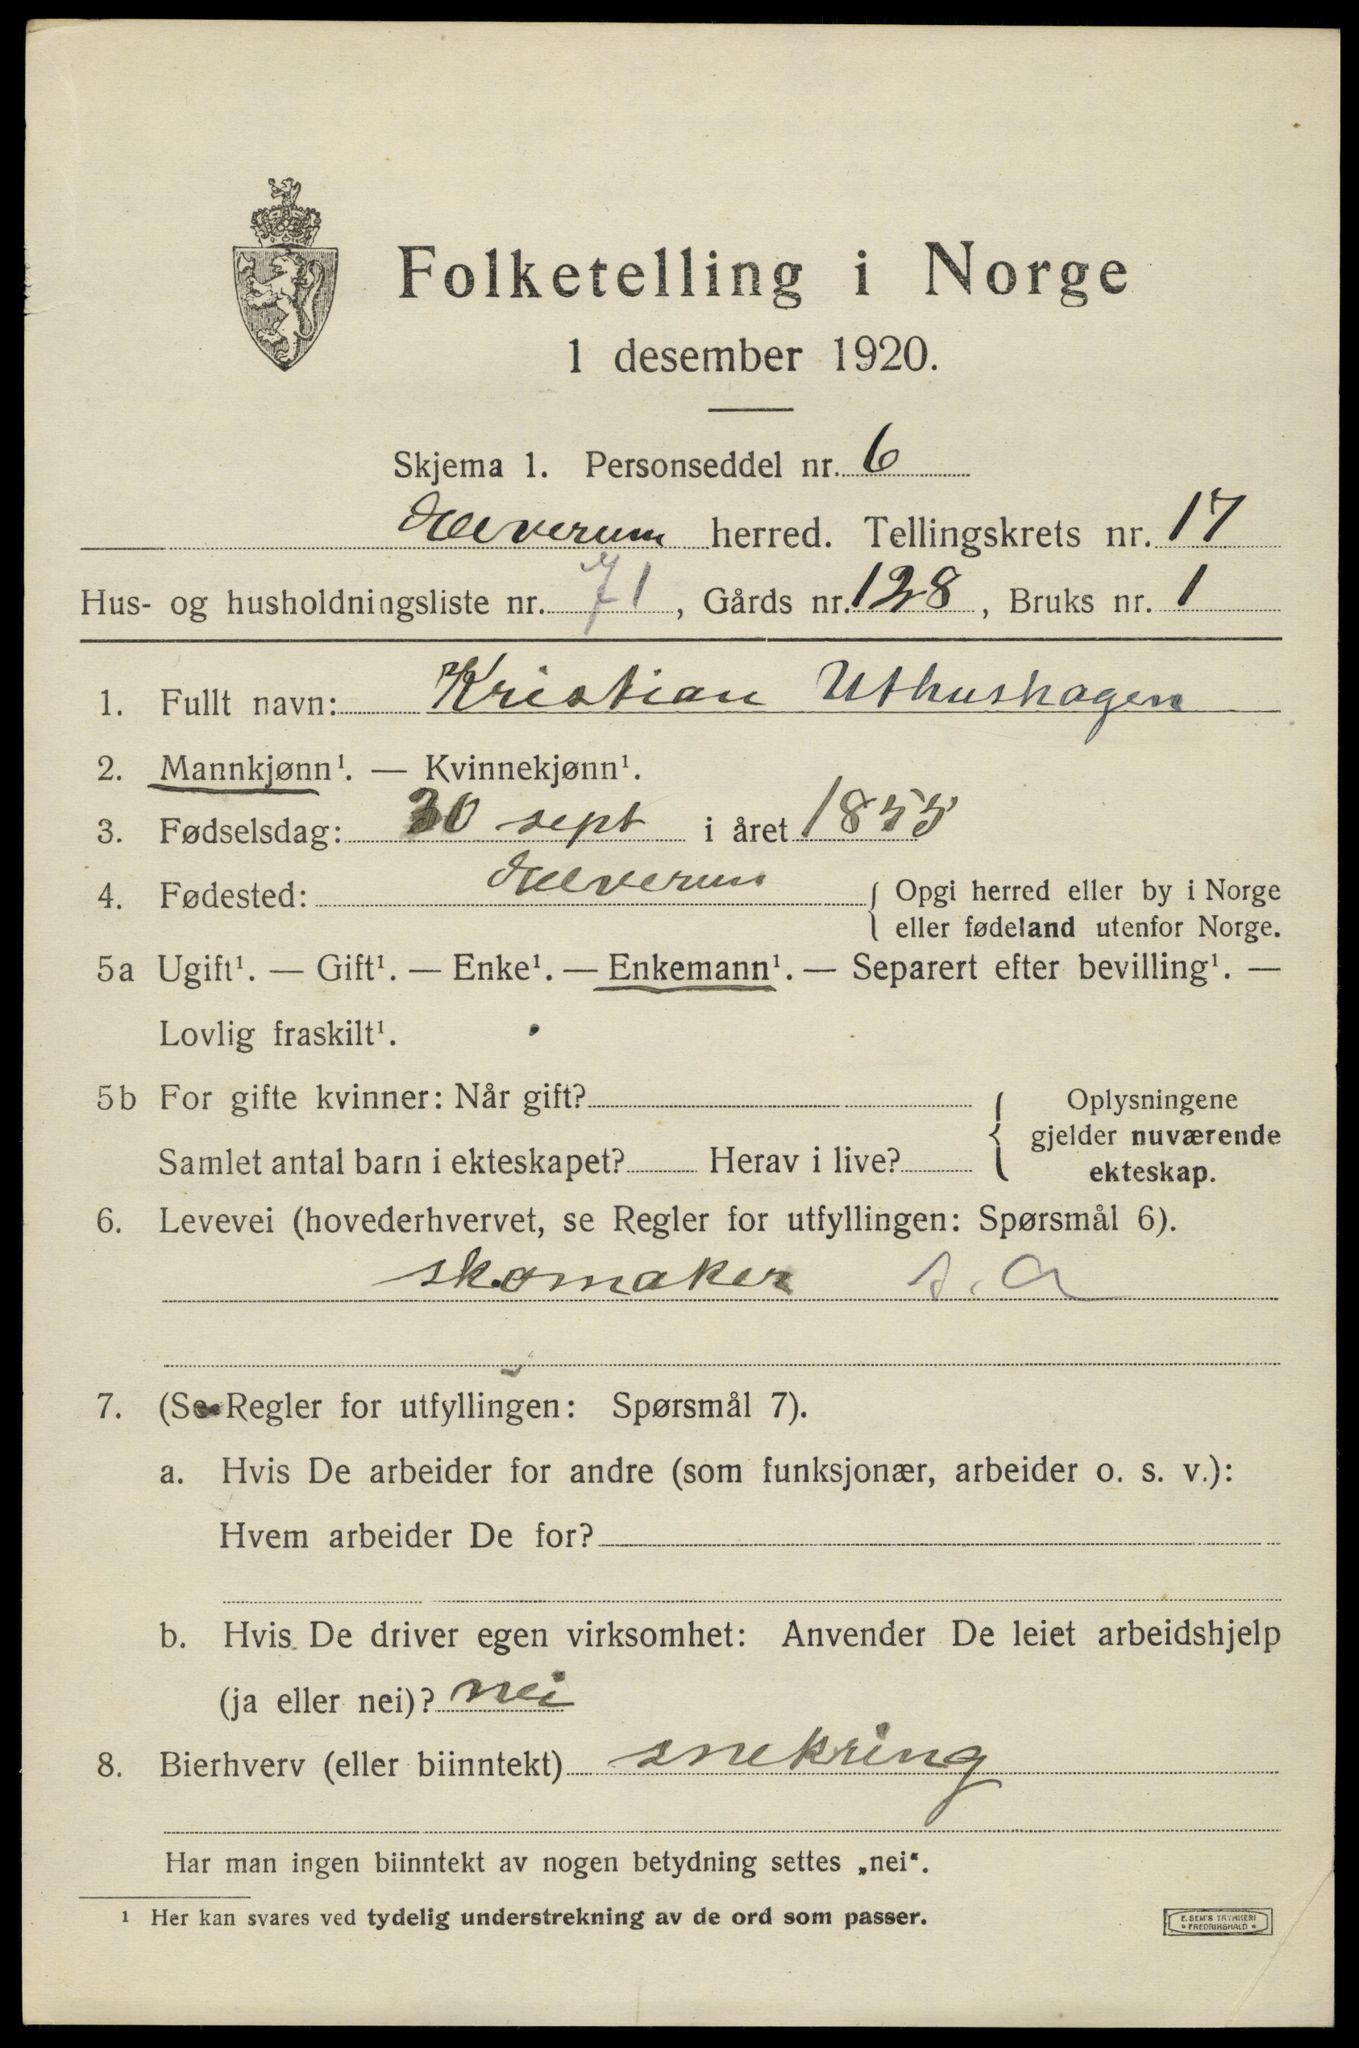 Folketelling i Norge
1 desember 1920.
Skjema 1. Personseddel nr. 6
Elverum herred. Tellingskrets nr. 17
Hus- og husholdningsliste nr. 71, Gårds nr. 128, Bruks nr. 1
1. Fullt navn: Kristian Uthushagen
2. Mannkjønn¹. — Kvinnekjønn¹.
3. Fødselsdag: 30 sept i året 1855
4. Fødested: Elverum { Opgi herred eller by i Norge
eller fødeland utenfor Norge.
5a Ugift¹. — Gift¹. — Enke¹. — Enkemann¹. — Separert efter bevilling¹. —
Lovlig fraskilt¹.
5b For gifte kvinner: Når gift? { Oplysningene
gjelder nuværende
Samlet antal barn i ekteskapet? Herav i live? ekteskap.
6. Levevei (hovederhvervet, se Regler for utfyllingen: Spørsmål 6).
skomaker s. a
7. (Se Regler for utfyllingen: Spørsmål 7).
a. Hvis De arbeider for andre (som funksjonær, arbeider o. s. v.):
Hvem arbeider De for?
b. Hvis De driver egen virksomhet: Anvender De leiet arbeidshjelp
(ja eller nei)? nei
8. Bierhverv (eller biinntekt) snekring
Har man ingen biinntekt av nogen betydning settes „nei".
¹ Her kan svares ved tydelig understrekning av de ord som passer.
E. SEM'S TRYKKERI
FREDRIKSHALD